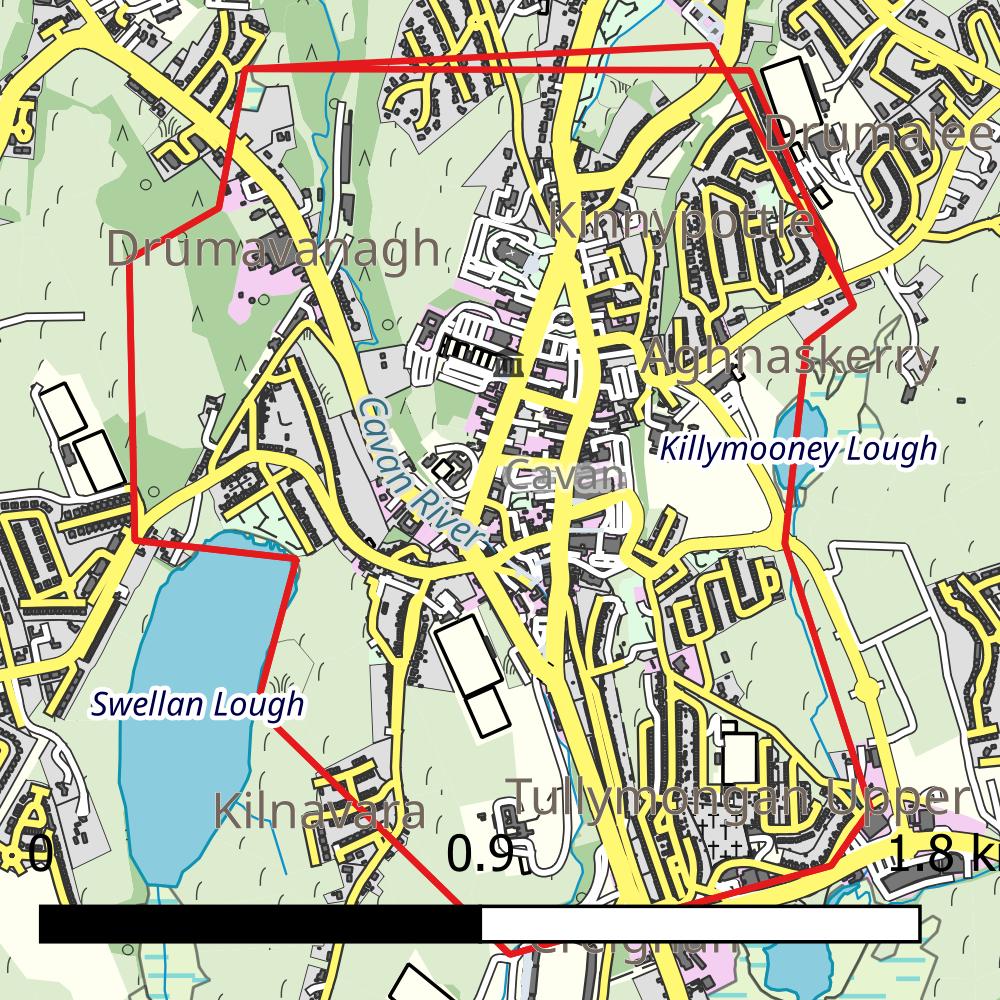 Drumalee
Kinnypottle
Drumavanagh
Aghnaskerry
Cavan River
Killymooney Lough
Cavan
Swellan Lough
Tullymongan Upper
Kilnavara
0
0.9
1.8 k